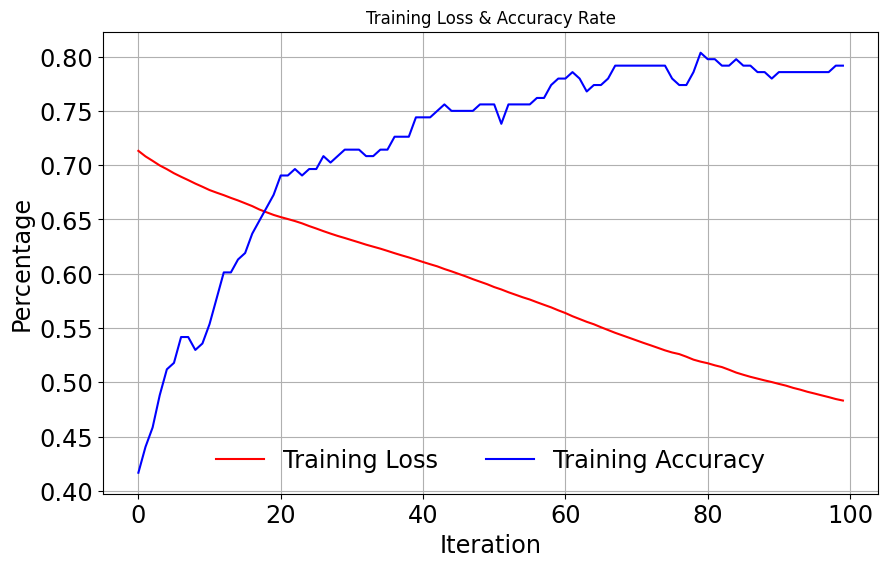 Training Loss & Accuracy Rate
0.80
0.75
0.70
0.65
0.60
0.55
0.50
0.45
0.40
Percentage
Training Loss
Training Accuracy
0 20 40 60 80 100
Iteration